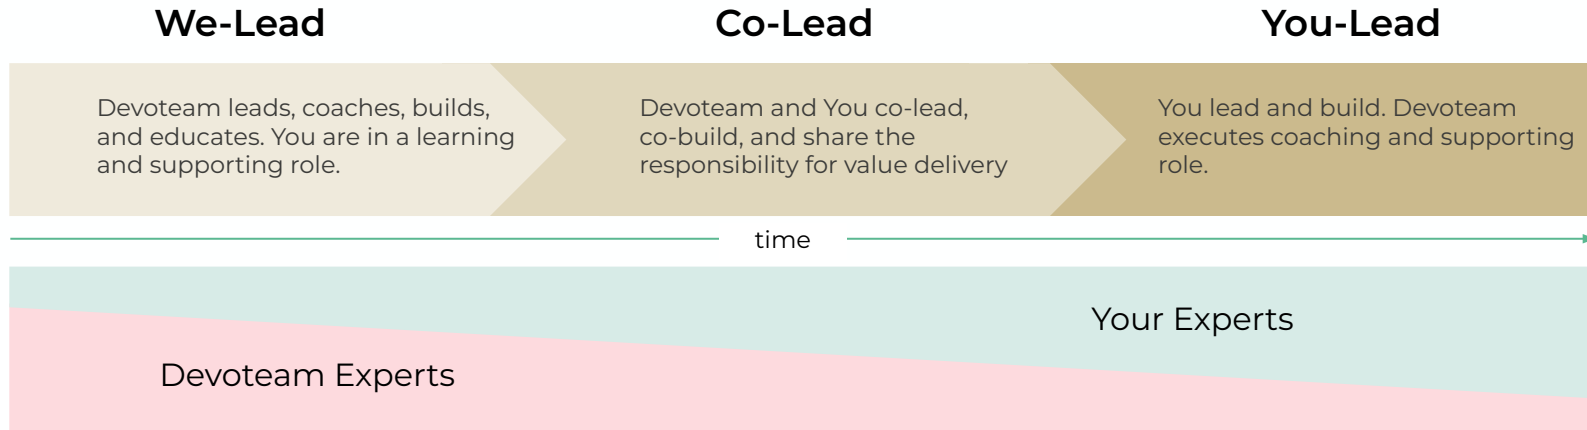 We-Lead
Co-Lead
You-Lead
Devoteam leads, coaches, builds,
and educates. You are in a learning
and supporting role.
Devoteam and You co-lead,
co-build, and share the
responsibility for value delivery
You lead and build. Devoteam
executes coaching and supporting
role.
time
Your Experts
Devoteam Experts